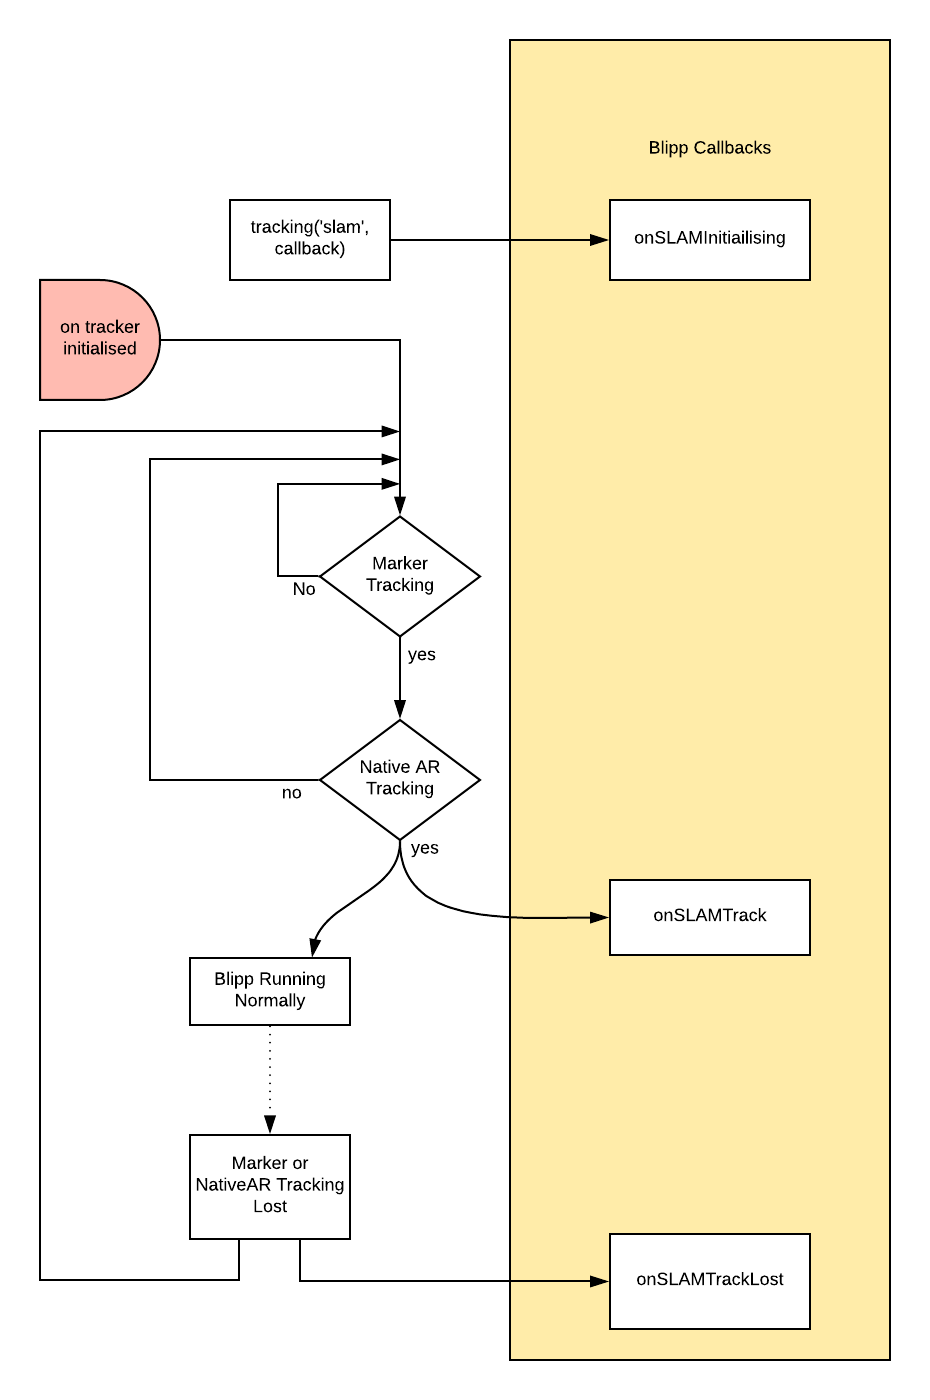 Blipp Callbacks
tracking('slam',
callback)
onSLAMInitiailising
on tracker
initialised
Marker
Tracking
No
yes
Native AR
Tracking
no
yes
onSLAMTrack
Blipp Running
Normally
Marker or
NativeAR Tracking
Lost
onSLAMTrackLost